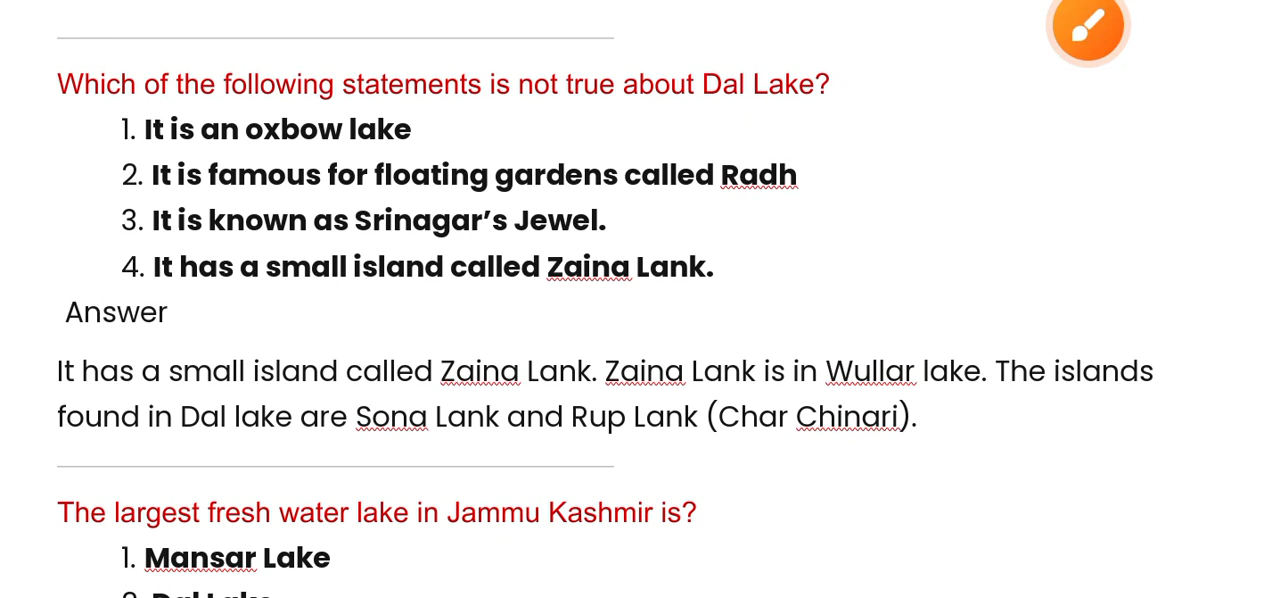 Which of the following statements is not true about Dal Lake?
1. It is an oxbow lake
2. It is famous for floating gardens called Radh
3. It is known as Srinagar’s Jewel.
4. It has a small island called Zaina Lank.
Answer
It has a small island called Zaina Lank. Zaina Lank is in Wullar lake. The islands
found in Dal lake are Sona Lank and Rup Lank (Char Chinari).
The largest fresh water lake in Jammu Kashmir is?
1. Mansar Lake
2. Dal Lake